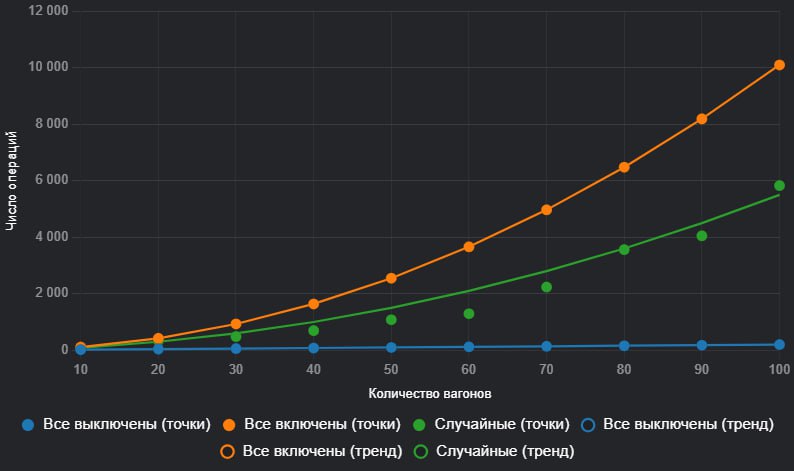 12 000
10 000
8 000
6 000
4 000
2 000
0
Число операций
10 20 30 40 50 60 70 80 90 100
Количество вагонов
Все выключены (точки) Все включены (точки) Случайные (точки) Все выключены (тренд)
Все включены (тренд) Случайные (тренд)